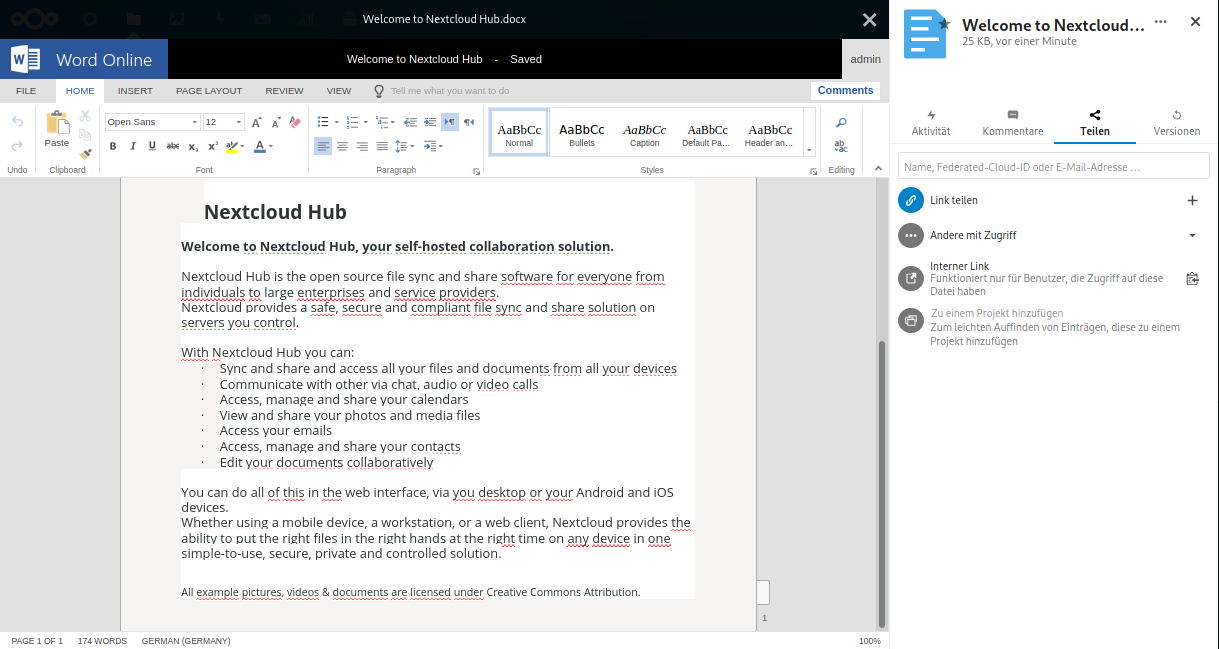 Welcome to Nextcloud Hub.docx
Word Online
Welcome to Nextcloud Hub - Saved
admin
FILE HOME INSERT PAGE LAYOUT REVIEW VIEW Tell me what you want to do Comments
Open Sans 12
Paste
B I U abc x₂ x² ab A
AaBbCc AaBbCc AaBbCc AaBbCc AaBbCc
Normal Bullets Caption Default Pa... Header an...
Undo Clipboard Font Paragraph Styles Editing
Nextcloud Hub
Welcome to Nextcloud Hub, your self-hosted collaboration solution.
Nextcloud Hub is the open source file sync and share software for everyone from
individuals to large enterprises and service providers.
Nextcloud provides a safe, secure and compliant file sync and share solution on
servers you control.
With Nextcloud Hub you can:
· Sync and share and access all your files and documents from all your devices
· Communicate with other via chat, audio or video calls
· Access, manage and share your calendars
· View and share your photos and media files
· Access your emails
· Access, manage and share your contacts
· Edit your documents collaboratively
You can do all of this in the web interface, via you desktop or your Android and iOS
devices.
Whether using a mobile device, a workstation, or a web client, Nextcloud provides the
ability to put the right files in the right hands at the right time on any device in one
simple-to-use, secure, private and controlled solution.
All example pictures, videos & documents are licensed under Creative Commons Attribution.
1
PAGE 1 OF 1 174 WORDS GERMAN (GERMANY) 100%
Welcome to Nextcloud...
25 KB, vor einer Minute
Aktivität Kommentare Teilen Versionen
Name, Federated-Cloud-ID oder E-Mail-Adresse ...
Link teilen
Andere mit Zugriff
Interner Link
Funktioniert nur für Benutzer, die Zugriff auf diese
Datei haben
Zu einem Projekt hinzufügen
Zum leichten Auffinden von Einträgen, diese zu einem
Projekt hinzufügen